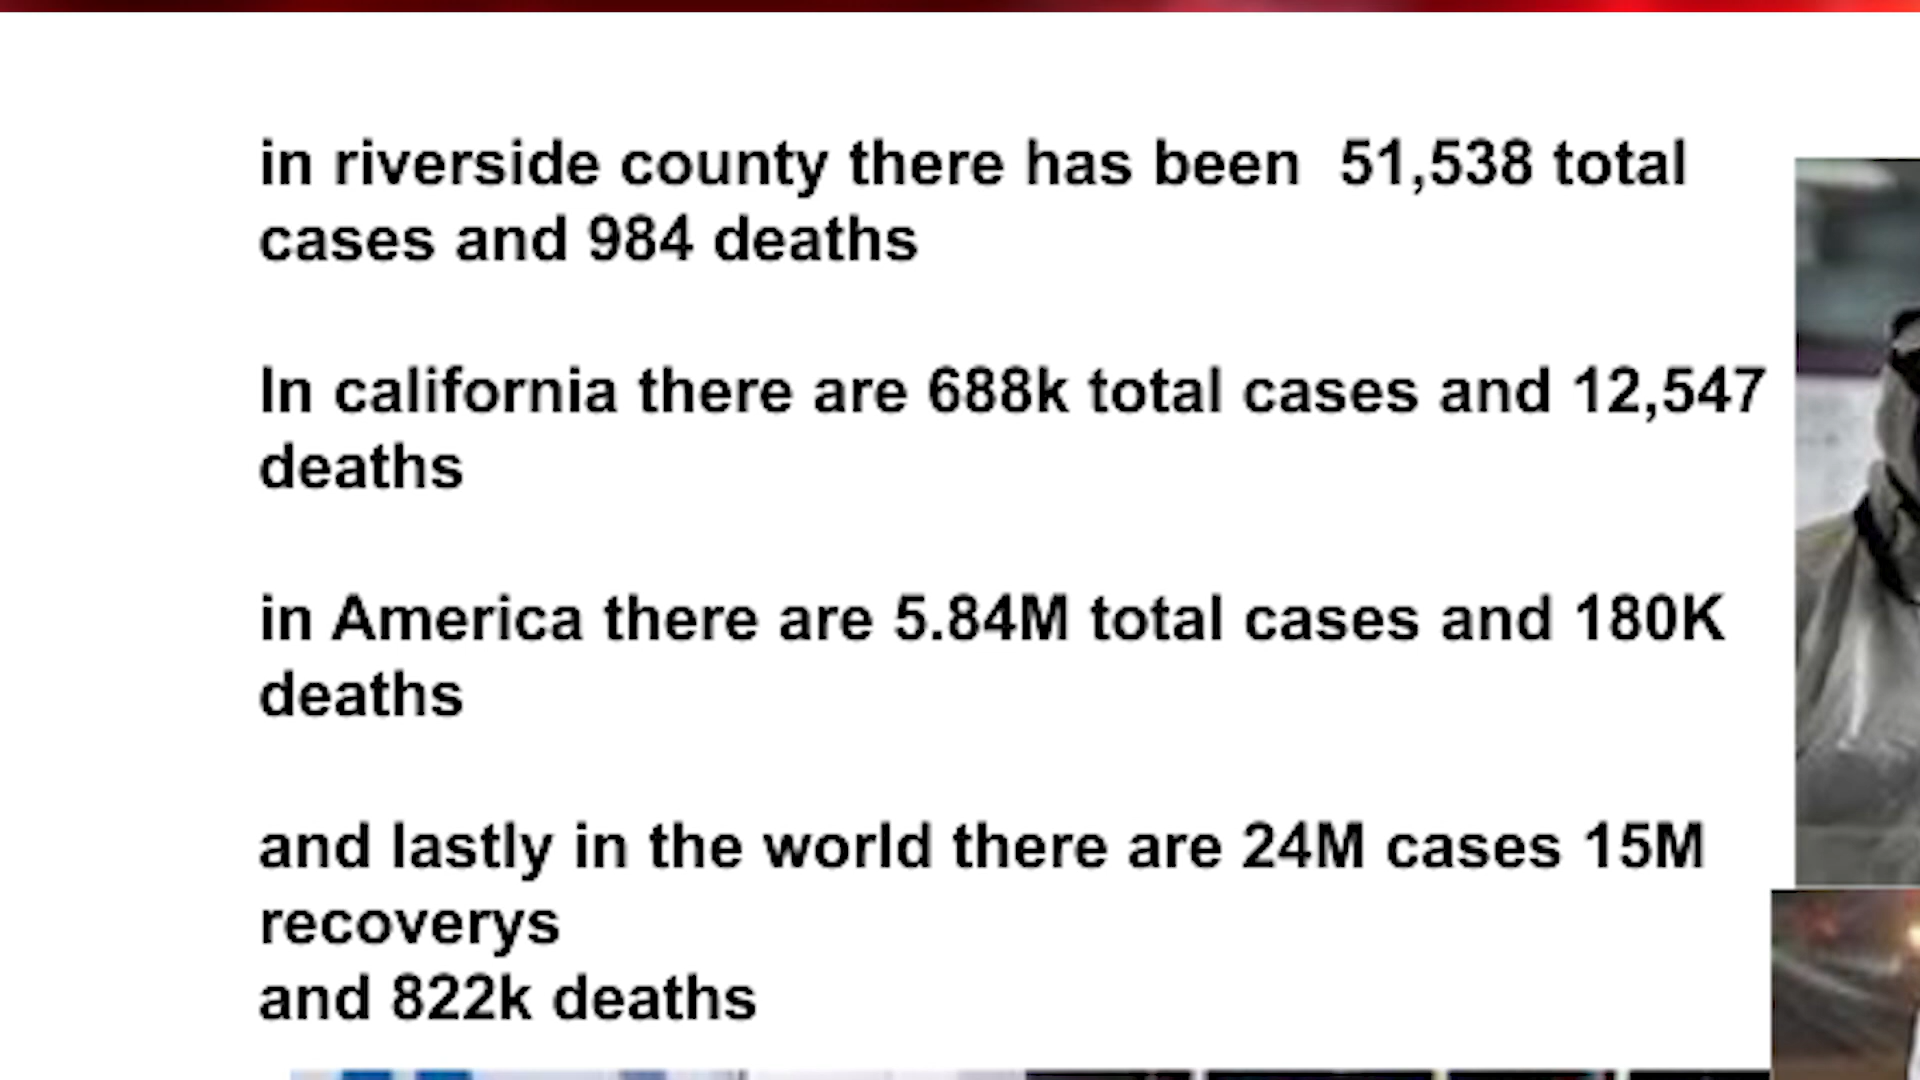 in riverside county there has been  51,538 total
cases and 984 deaths
In california there are 688k total cases and 12,547
deaths
in America there are 5.84M total cases and 180K
deaths
and lastly in the world there are 24M cases 15M
recoverys
and 822k deaths